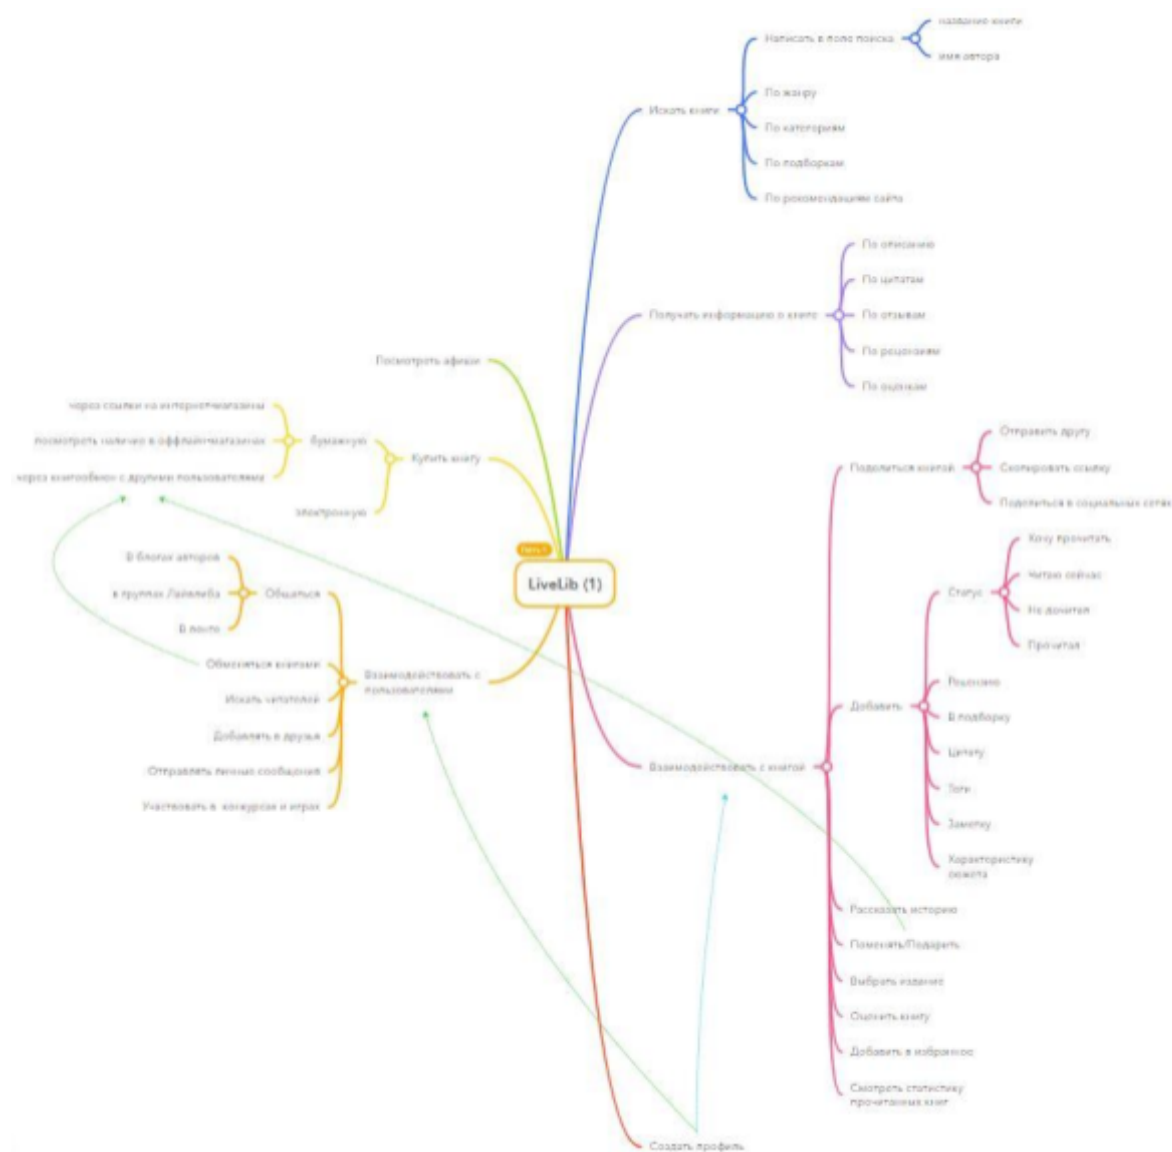 название книги
Написать в поле поиска
имя автора
По жанру
Искать книги
По категориям
По подборкам
По рекомендациям сайта
По описанию
По цитатам
Получать информацию о книге
По отзывам
По рецензиям
По оценкам
Посмотреть афиши
через ссылки на интернет-магазины
бумажную
посмотреть наличие в оффлайн-магазинах
Купить книгу
через книгообмен с другими пользователями
электронную
LiveLib (1)
В блогах авторов
Общаться
в группах Лайвлиба
В ленте
Обменяться книгами
Взаимодействовать с
пользователями
Искать читателей
Добавлять в друзья
Отправлять личные сообщения
Участвовать в конкурсах и играх
Отправить другу
Поделиться книгой
Скопировать ссылку
Поделиться в социальных сетях
Хочу прочитать
Читаю сейчас
Статус
Не дочитал
Прочитал
Рецензию
Добавить
В подборку
Цитату
Взаимодействовать с книгой
Теги
Заметку
Характеристику
сюжета
Рассказать историю
Поменять/Подарить
Выбрать издание
Оценить книгу
Добавить в избранное
Смотреть статистику
прочитанных книг
Создать профиль